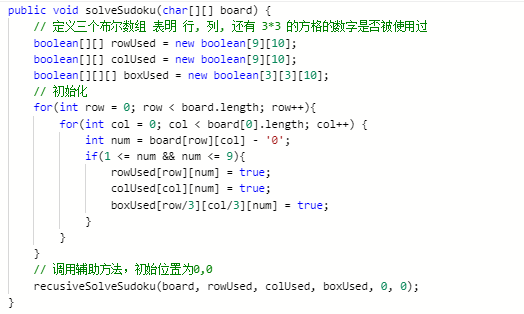 public void solveSudoku(char[][] board) {
// 定义三个布尔数组 表明 行, 列, 还有 3*3 的方格的数字是否被使用过
boolean[][] rowUsed = new boolean[9][10];
boolean[][] colUsed = new boolean[9][10];
boolean[][][] boxUsed = new boolean[3][3][10];
// 初始化
for(int row = 0; row < board.length; row++){
for(int col = 0; col < board[0].length; col++) {
int num = board[row][col] - '0';
if(1 <= num && num <= 9){
rowUsed[row][num] = true;
colUsed[col][num] = true;
boxUsed[row/3][col/3][num] = true;
}
}
}
// 调用辅助方法，初始位置为0,0
recusiveSolveSudoku(board, rowUsed, colUsed, boxUsed, 0, 0);
}